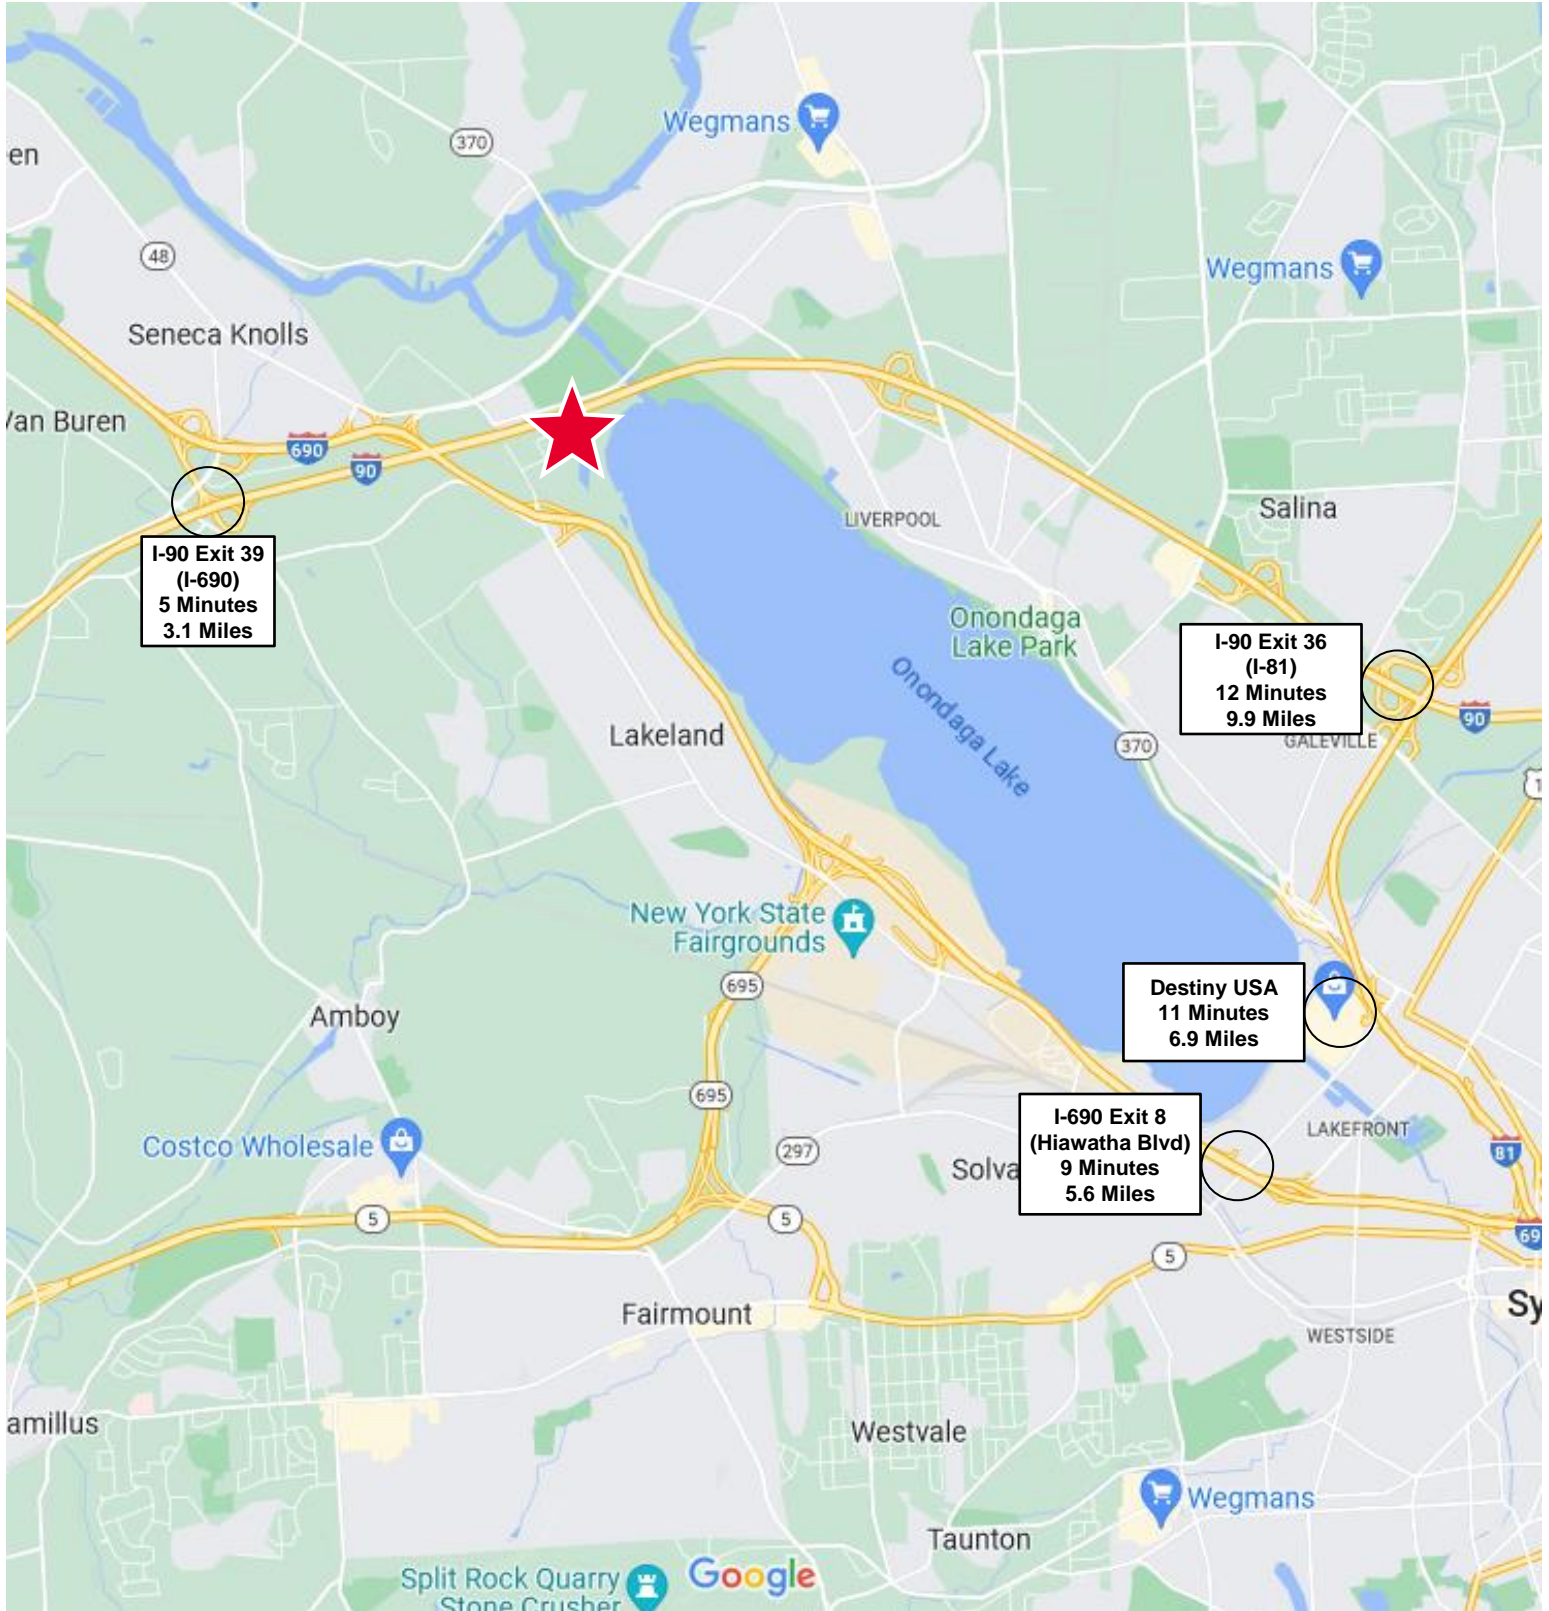 Wegmans
370
en
48
Wegmans
Seneca Knolls
Van Buren
690
90
Salina
LIVERPOOL
I-90 Exit 39
(I-690)
5 Minutes
3.1 Miles
Onondaga
Lake Park
I-90 Exit 36
(I-81)
12 Minutes
9.9 Miles
Onondaga Lake
90
Lakeland
370
GALEVILLE
1
New York State
Fairgrounds
695
Destiny USA
11 Minutes
6.9 Miles
Amboy
695
I-690 Exit 8
(Hiawatha Blvd)
9 Minutes
5.6 Miles
LAKEFRONT
Costco Wholesale
297
Solva
81
5
5
69
5
Fairmount
Sy
WESTSIDE
amillus
Westvale
Wegmans
Taunton
Split Rock Quarry
Stone Crusher
Google